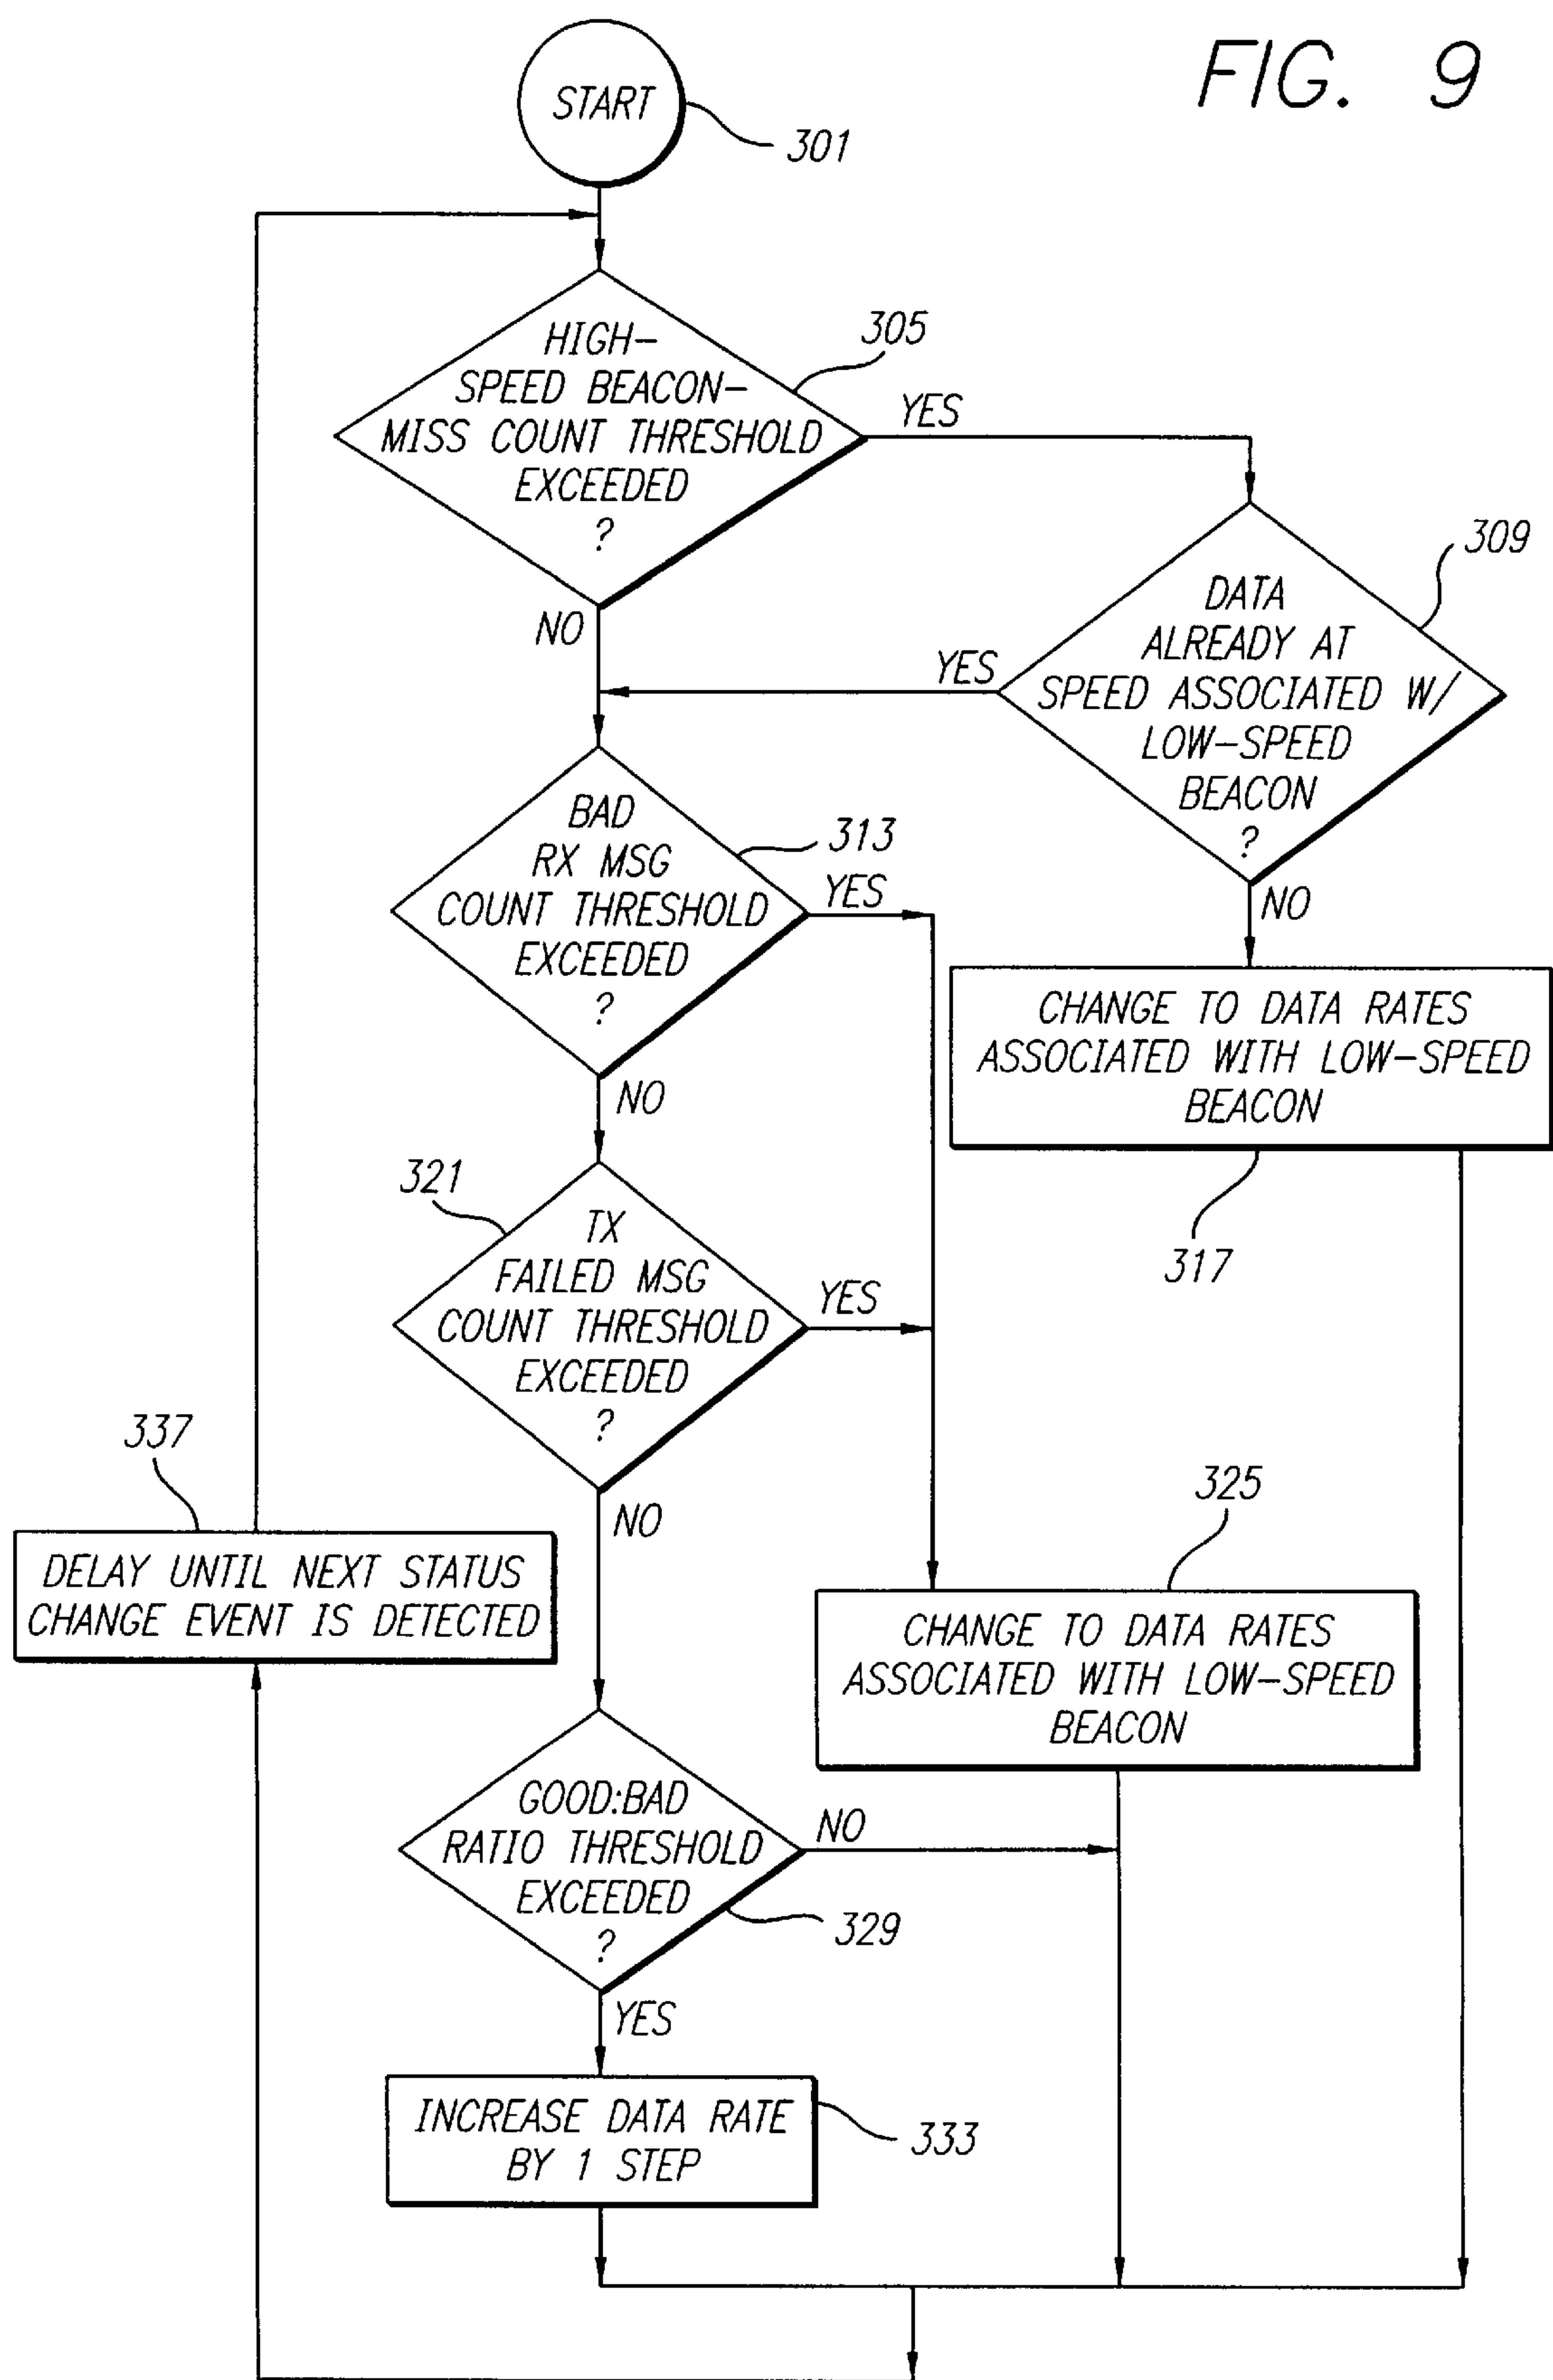 FIG. 9
START
301
HIGH-
SPEED BEACON-
MISS COUNT THRESHOLD
EXCEEDED
?
305
YES
NO
DATA
ALREADY AT
SPEED ASSOCIATED W/
LOW-SPEED
BEACON
?
309
YES
NO
BAD
RX MSG
COUNT THRESHOLD
EXCEEDED
?
313
YES
NO
CHANGE TO DATA RATES
ASSOCIATED WITH LOW-SPEED
BEACON
317
TX
FAILED MSG
COUNT THRESHOLD
EXCEEDED
?
321
YES
NO
337
DELAY UNTIL NEXT STATUS
CHANGE EVENT IS DETECTED
325
CHANGE TO DATA RATES
ASSOCIATED WITH LOW-SPEED
BEACON
GOOD:BAD
RATIO THRESHOLD
EXCEEDED
?
NO
329
YES
INCREASE DATA RATE
BY 1 STEP
333